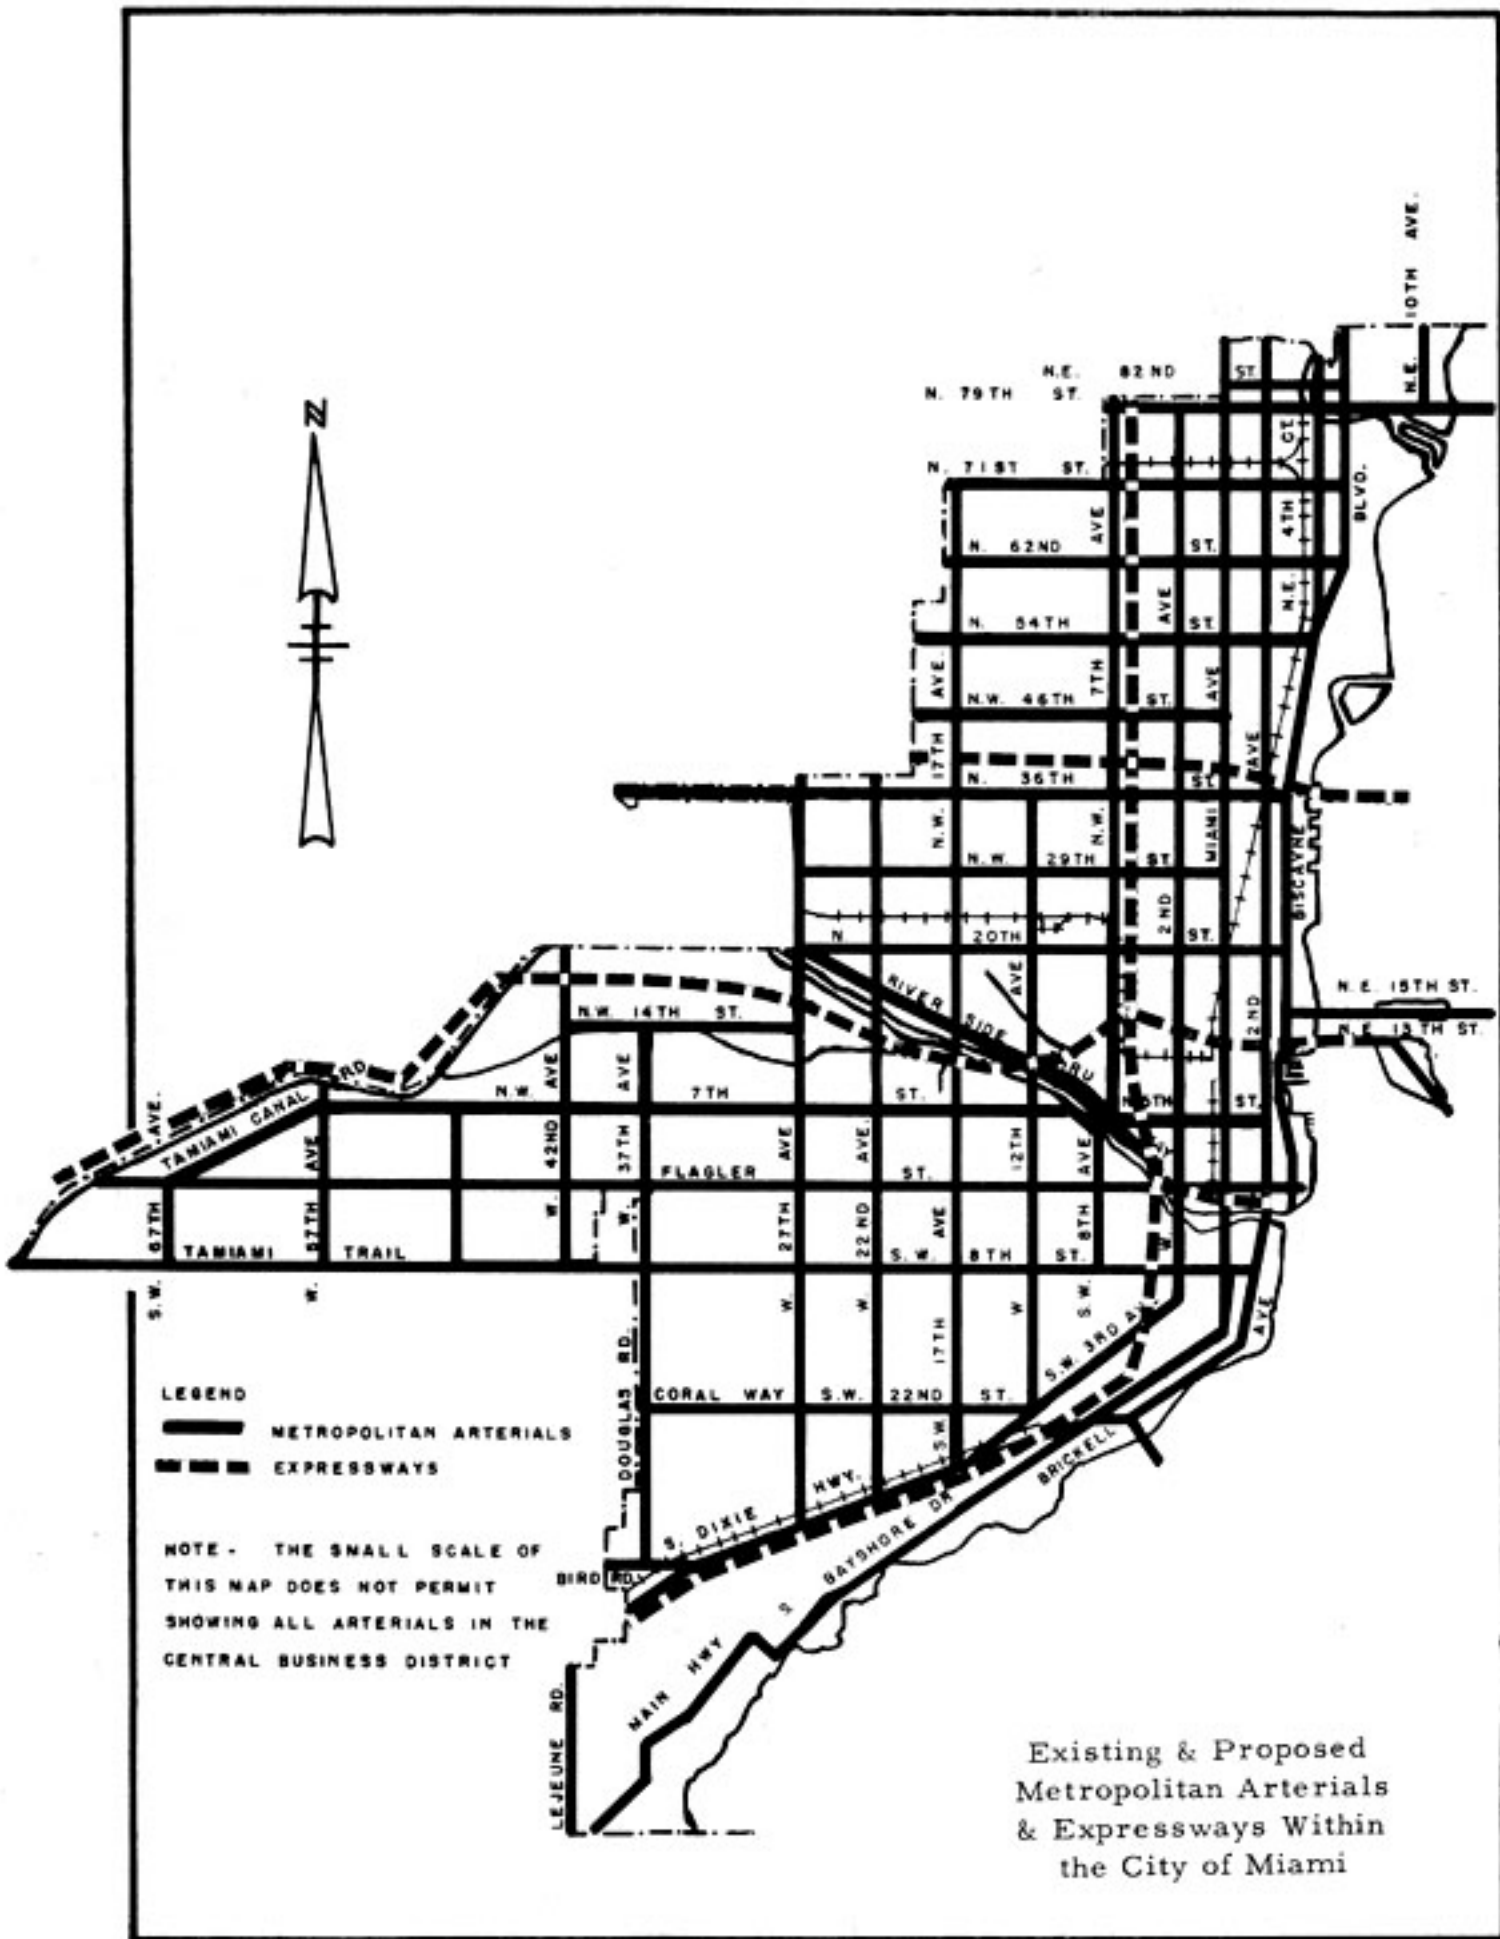 N.E. 10TH AVE.
N.E. 82ND ST.
N. 79TH ST.
N. 71ST ST.
N. 62ND ST.
N. 54TH ST.
N.W. 46TH ST.
N. 36TH ST.
N.W. 29TH ST.
N. 20TH ST.
N.E. 15TH ST.
N.E. 13TH ST.
N.W. 14TH ST.
N.W. 7TH ST.
N 5TH ST.
FLAGLER ST.
TAMIAMI TRAIL
S.W. 8TH ST.
CORAL WAY S.W. 22ND ST.
N.E. 4TH CT.
BISCAYNE BLVD.
N.W. 7TH AVE
2ND AVE
MIAMI AVE
2ND AVE
N.W. 17TH AVE.
RIVER SIDE
RD
TAMIAMI CANAL
S.W. 67TH AVE.
W. 57TH AVE
W. 42ND AVE
W. 37TH AVE
W. 27TH AVE
W. 22ND AVE.
SW. 17TH AVE
W 12TH AVE
S.W. 8TH AVE
DOUGLAS RD.
S.W. 3RD AV.
S. DIXIE HWY.
BIRD RD.
S BAYSHORE DR
BRICKELL AVE
MAIN HWY
LEJEUNE RD.
N
LEGEND
METROPOLITAN ARTERIALS
EXPRESSWAYS
NOTE - THE SMALL SCALE OF
THIS MAP DOES NOT PERMIT
SHOWING ALL ARTERIALS IN THE
CENTRAL BUSINESS DISTRICT
Existing & Proposed
Metropolitan Arterials
& Expressways Within
the City of Miami